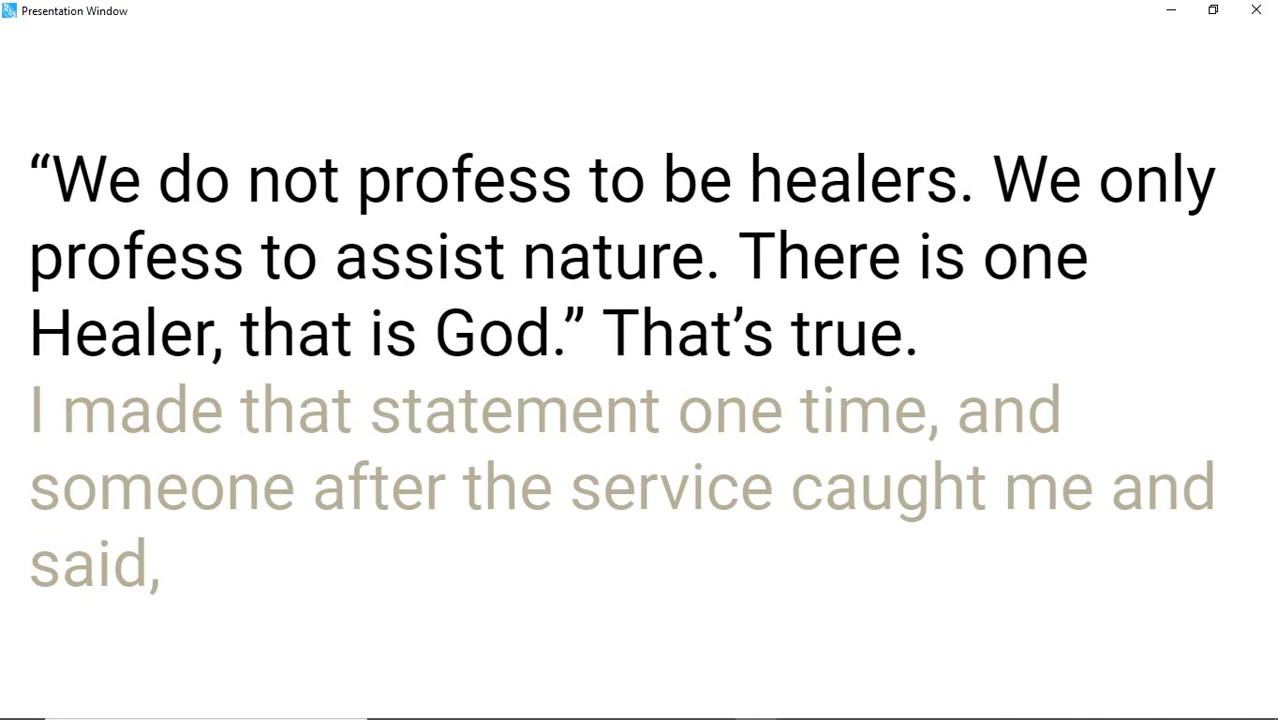 Presentation Window
“We do not profess to be healers. We only
profess to assist nature. There is one
Healer, that is God.” That’s true.
I made that statement one time, and
someone after the service caught me and
said,